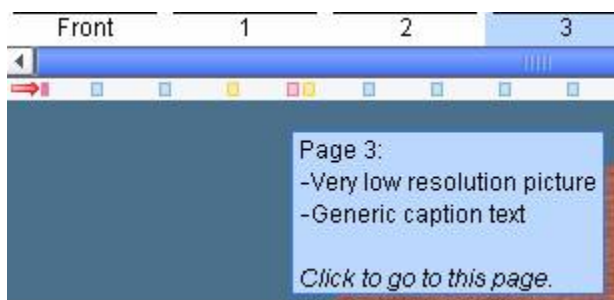 Front 1 2 3
Page 3:
-Very low resolution picture
-Generic caption text
Click to go to this page.